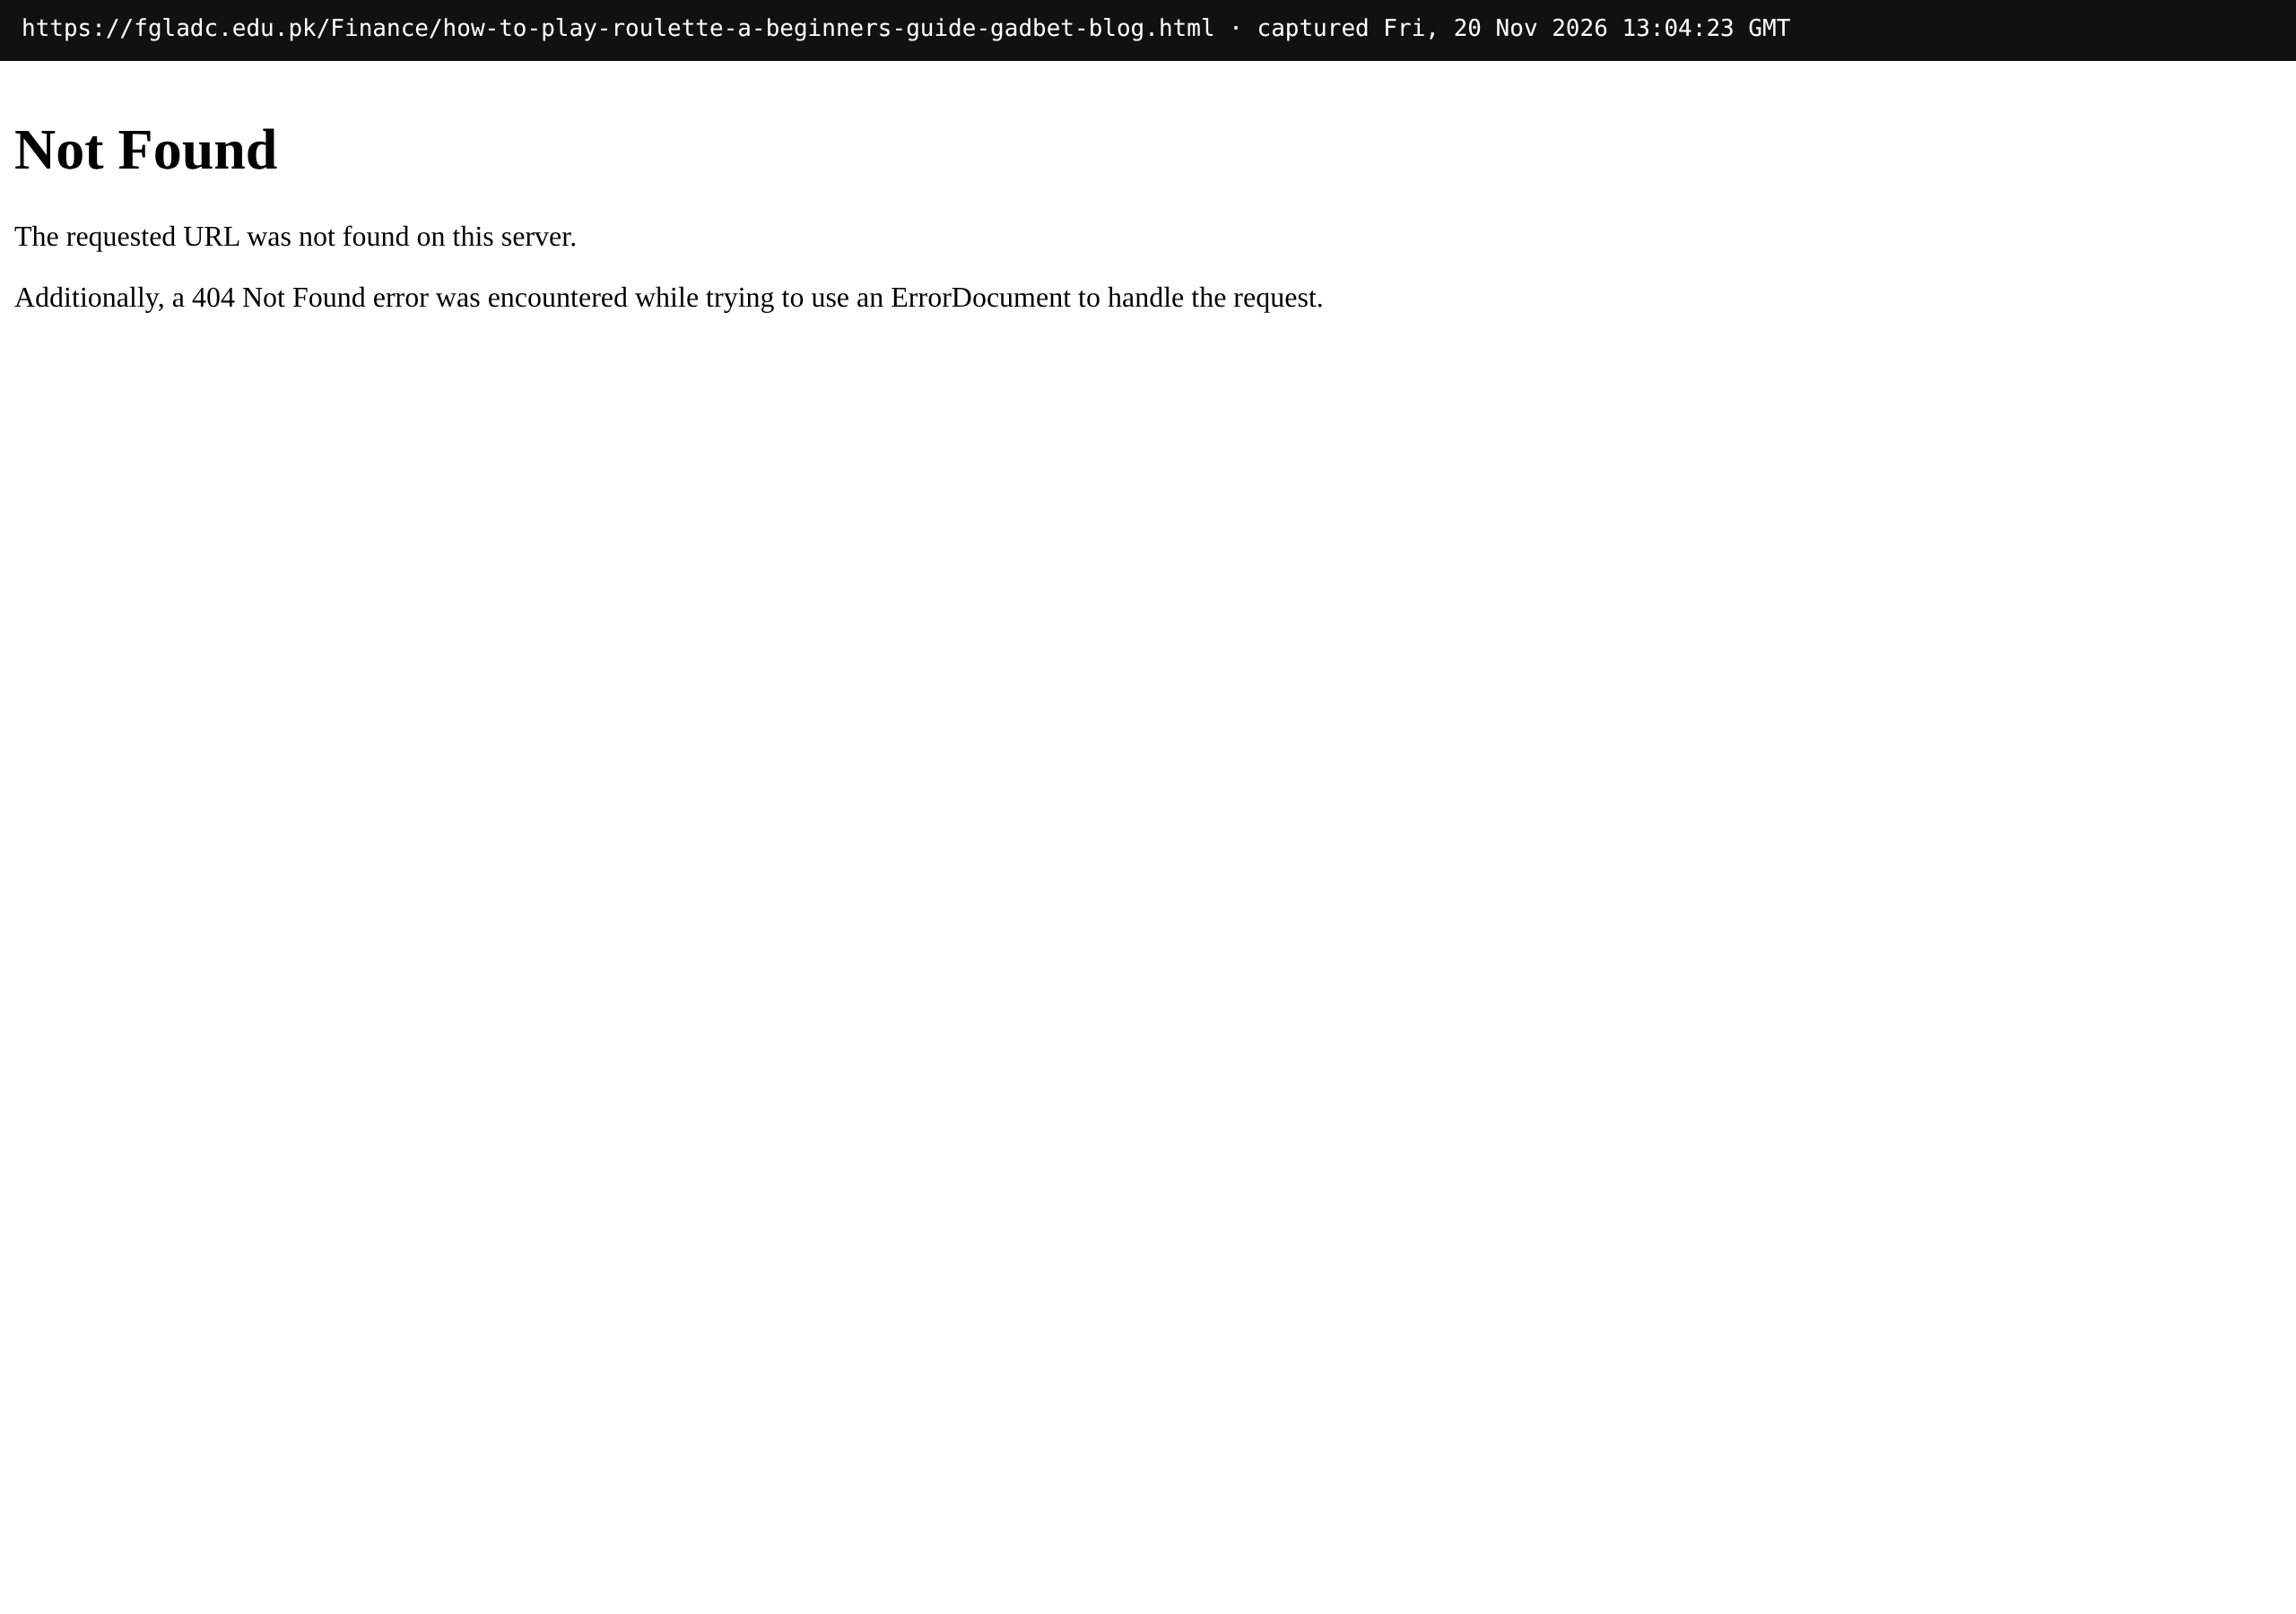 https://fgladc.edu.pk/Finance/how-to-play-roulette-a-beginners-guide-gadbet-blog.html · captured Fri, 20 Nov 2026 13:04:23 GMT
Not Found
The requested URL was not found on this server.
Additionally, a 404 Not Found error was encountered while trying to use an ErrorDocument to handle the request.